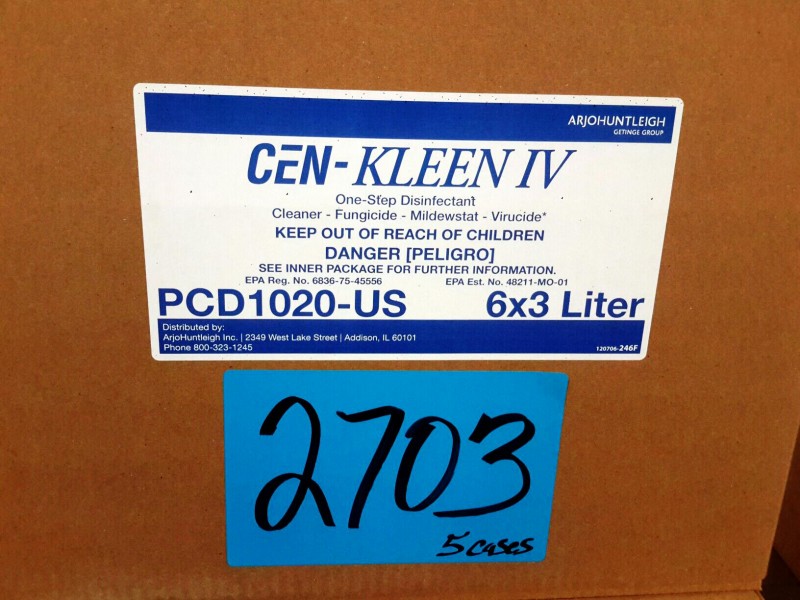 ARJOHUNTLEIGH
GETINGE GROUP
CEN-KLEEN IV
One-Step Disinfectant
Cleaner - Fungicide - Mildewstat - Virucide*
KEEP OUT OF REACH OF CHILDREN
DANGER [PELIGRO]
SEE INNER PACKAGE FOR FURTHER INFORMATION.
EPA Reg. No. 6836-75-45556 EPA Est. No. 48211-MO-01
PCD1020-US 6x3 Liter
Distributed by:
ArjoHuntleigh Inc. | 2349 West Lake Street | Addison, IL 60101
Phone 800-323-1245 120706-246F
2703
5 cases